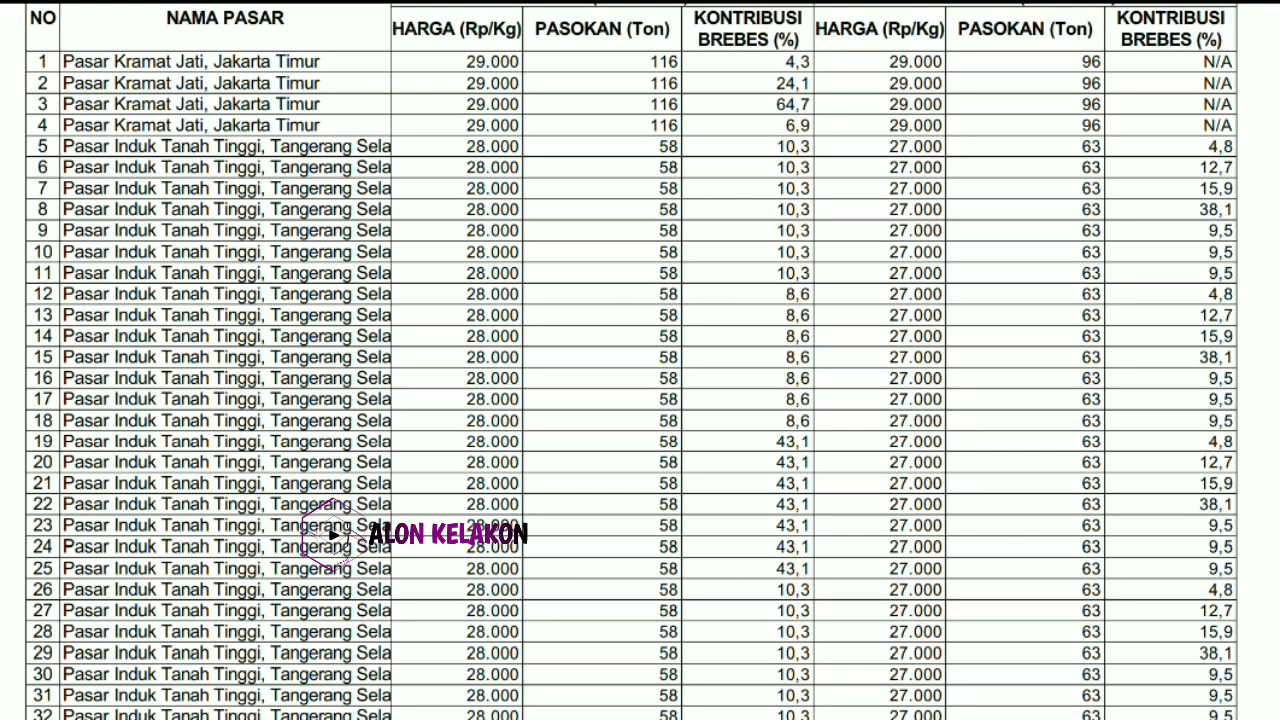 NO NAMA PASAR HARGA (Rp/Kg) PASOKAN (Ton) KONTRIBUSI BREBES (%) HARGA (Rp/Kg) PASOKAN (Ton) KONTRIBUSI BREBES (%)
1 Pasar Kramat Jati, Jakarta Timur 29.000 116 4,3 29.000 96 N/A
2 Pasar Kramat Jati, Jakarta Timur 29.000 116 24,1 29.000 96 N/A
3 Pasar Kramat Jati, Jakarta Timur 29.000 116 64,7 29.000 96 N/A
4 Pasar Kramat Jati, Jakarta Timur 29.000 116 6,9 29.000 96 N/A
5 Pasar Induk Tanah Tinggi, Tangerang Sela 28.000 58 10,3 27.000 63 4,8
6 Pasar Induk Tanah Tinggi, Tangerang Sela 28.000 58 10,3 27.000 63 12,7
7 Pasar Induk Tanah Tinggi, Tangerang Sela 28.000 58 10,3 27.000 63 15,9
8 Pasar Induk Tanah Tinggi, Tangerang Sela 28.000 58 10,3 27.000 63 38,1
9 Pasar Induk Tanah Tinggi, Tangerang Sela 28.000 58 10,3 27.000 63 9,5
10 Pasar Induk Tanah Tinggi, Tangerang Sela 28.000 58 10,3 27.000 63 9,5
11 Pasar Induk Tanah Tinggi, Tangerang Sela 28.000 58 10,3 27.000 63 9,5
12 Pasar Induk Tanah Tinggi, Tangerang Sela 28.000 58 8,6 27.000 63 4,8
13 Pasar Induk Tanah Tinggi, Tangerang Sela 28.000 58 8,6 27.000 63 12,7
14 Pasar Induk Tanah Tinggi, Tangerang Sela 28.000 58 8,6 27.000 63 15,9
15 Pasar Induk Tanah Tinggi, Tangerang Sela 28.000 58 8,6 27.000 63 38,1
16 Pasar Induk Tanah Tinggi, Tangerang Sela 28.000 58 8,6 27.000 63 9,5
17 Pasar Induk Tanah Tinggi, Tangerang Sela 28.000 58 8,6 27.000 63 9,5
18 Pasar Induk Tanah Tinggi, Tangerang Sela 28.000 58 8,6 27.000 63 9,5
19 Pasar Induk Tanah Tinggi, Tangerang Sela 28.000 58 43,1 27.000 63 4,8
20 Pasar Induk Tanah Tinggi, Tangerang Sela 28.000 58 43,1 27.000 63 12,7
21 Pasar Induk Tanah Tinggi, Tangerang Sela 28.000 58 43,1 27.000 63 15,9
22 Pasar Induk Tanah Tinggi, Tangerang Sela 28.000 58 43,1 27.000 63 38,1
23 Pasar Induk Tanah Tinggi, Tangerang Sela 28.000 58 43,1 27.000 63 9,5
ALON KELAKON
24 Pasar Induk Tanah Tinggi, Tangerang Sela 28.000 58 43,1 27.000 63 9,5
25 Pasar Induk Tanah Tinggi, Tangerang Sela 28.000 58 43,1 27.000 63 9,5
26 Pasar Induk Tanah Tinggi, Tangerang Sela 28.000 58 10,3 27.000 63 4,8
27 Pasar Induk Tanah Tinggi, Tangerang Sela 28.000 58 10,3 27.000 63 12,7
28 Pasar Induk Tanah Tinggi, Tangerang Sela 28.000 58 10,3 27.000 63 15,9
29 Pasar Induk Tanah Tinggi, Tangerang Sela 28.000 58 10,3 27.000 63 38,1
30 Pasar Induk Tanah Tinggi, Tangerang Sela 28.000 58 10,3 27.000 63 9,5
31 Pasar Induk Tanah Tinggi, Tangerang Sela 28.000 58 10,3 27.000 63 9,5
32 Pasar Induk Tanah Tinggi, Tangerang Sela 28.000 58 10,3 27.000 63 9,5